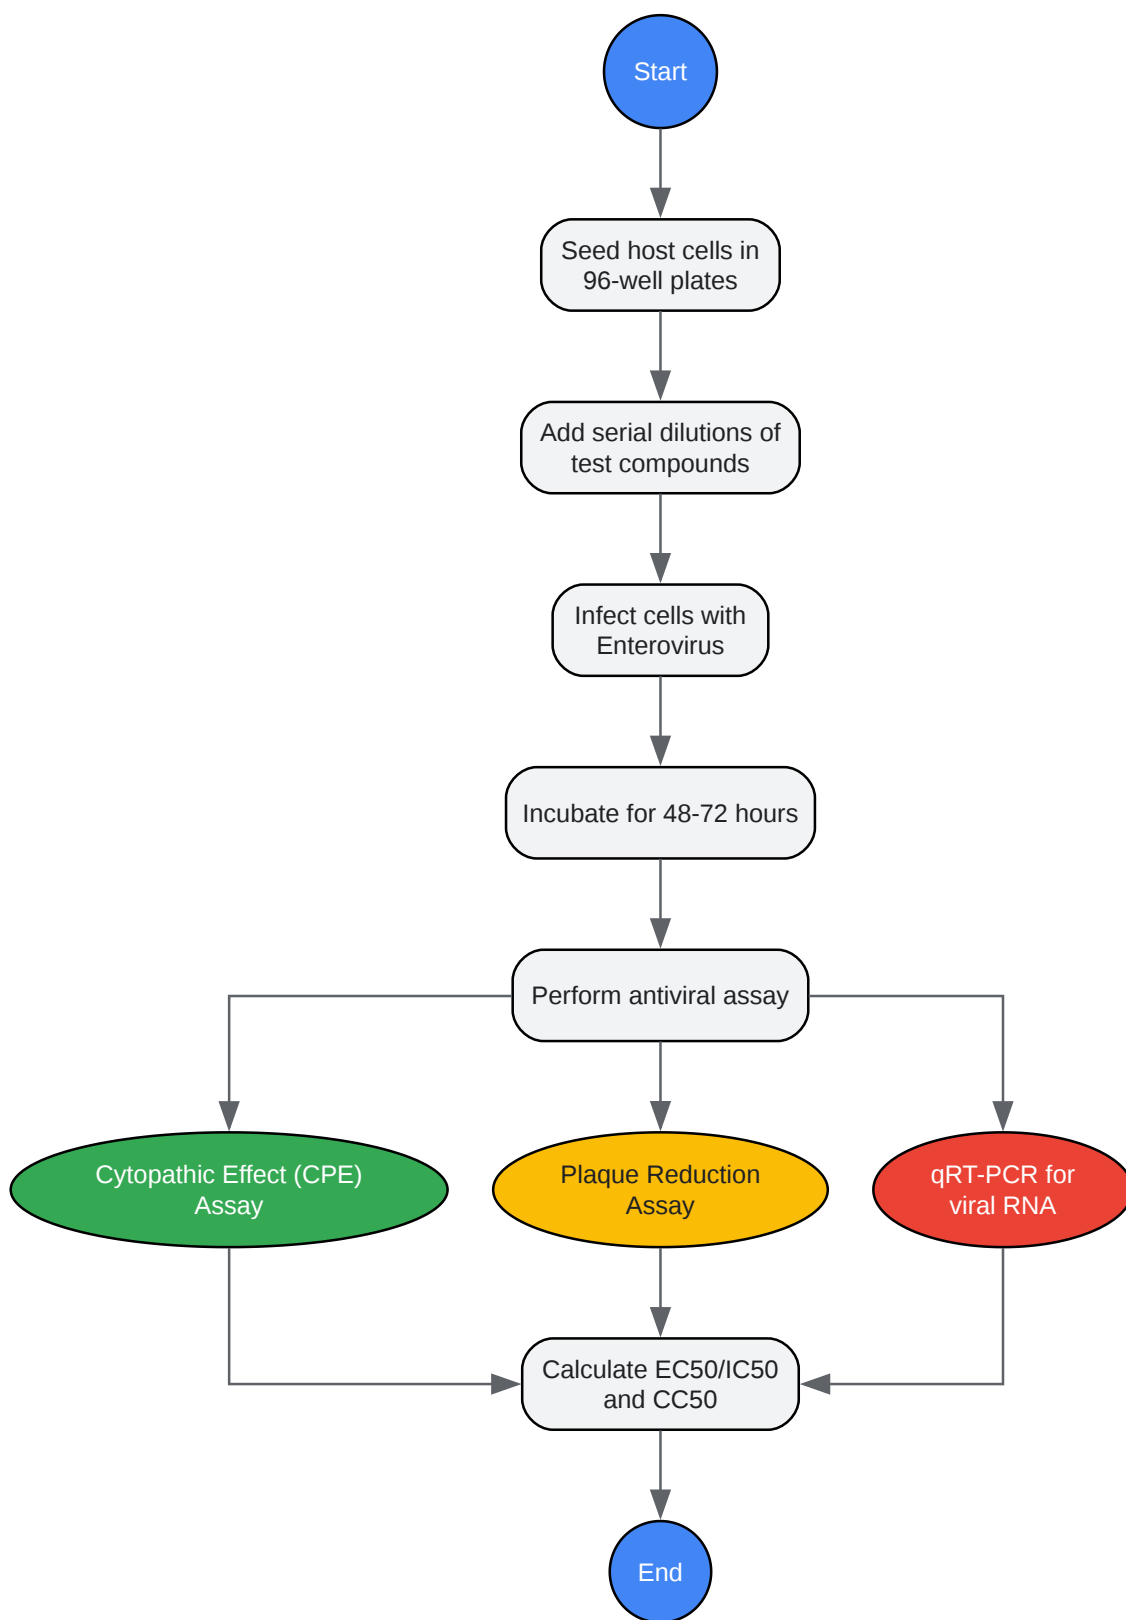 Start
Seed host cells in
96-well plates
Add serial dilutions of
test compounds
Infect cells with
Enterovirus
Incubate for 48-72 hours
Perform antiviral assay
Cytopathic Effect (CPE)
Assay
Plaque Reduction
Assay
qRT-PCR for
viral RNA
Calculate EC50/IC50
and CC50
End